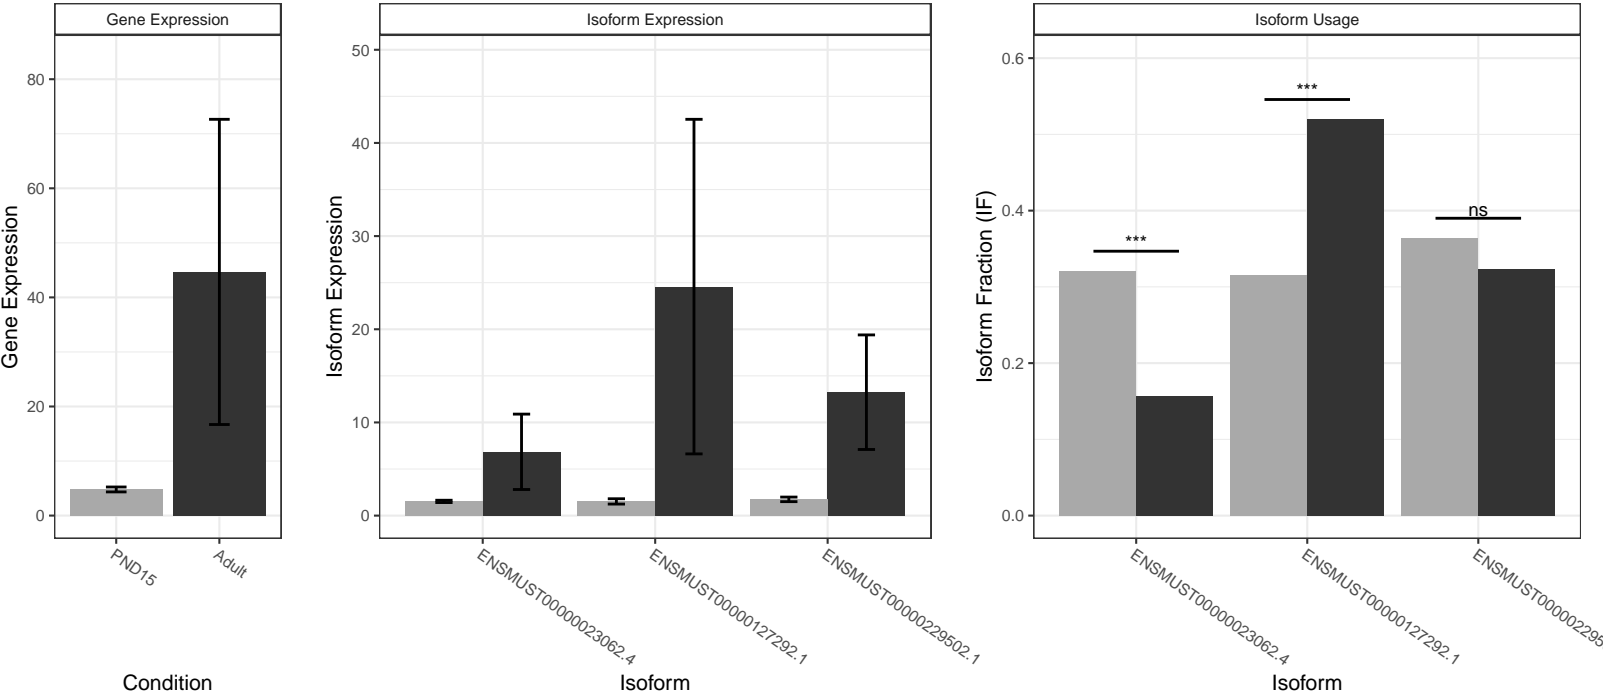 Gene Expression
Isoform Expression
Isoform Usage
Gene Expression
80
60
40
20
0
PND15
Adult
Condition
Isoform Expression
50
40
30
20
10
0
ENSMUST00000023062.4
ENSMUST00000127292.1
ENSMUST00000229502.1
Isoform
Isoform Fraction (IF)
0.6
0.4
0.2
0.0
***
***
ns
ENSMUST00000023062.4
ENSMUST00000127292.1
ENSMUST000002295
Isoform